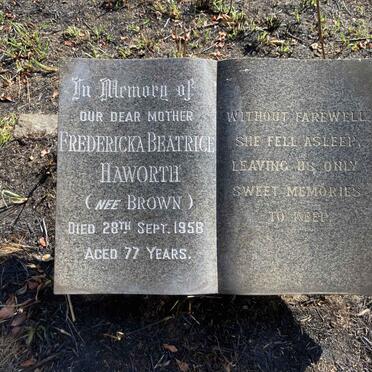 In Memory of
OUR DEAR MOTHER
FREDERICKA BEATRICE
HAWORTH
(NEE BROWN)
DIED 28TH SEPT. 1958
AGED 77 YEARS.
WITHOUT FAREWELL
SHE FELL ASLEEP,
LEAVING US ONLY
SWEET MEMORIES
TO KEEP.